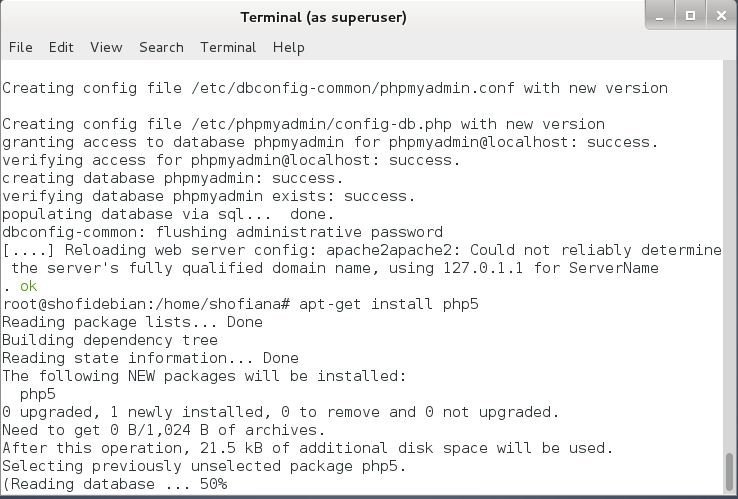 Terminal (as superuser)
File Edit View Search Terminal Help
Creating config file /etc/dbconfig-common/phpmyadmin.conf with new version
Creating config file /etc/phpmyadmin/config-db.php with new version
granting access to database phpmyadmin for phpmyadmin@localhost: success.
verifying access for phpmyadmin@localhost: success.
creating database phpmyadmin: success.
verifying database phpmyadmin exists: success.
populating database via sql...  done.
dbconfig-common: flushing administrative password
[....] Reloading web server config: apache2apache2: Could not reliably determine
 the server's fully qualified domain name, using 127.0.1.1 for ServerName
. ok
root@shofidebian:/home/shofiana# apt-get install php5
Reading package lists... Done
Building dependency tree
Reading state information... Done
The following NEW packages will be installed:
  php5
0 upgraded, 1 newly installed, 0 to remove and 0 not upgraded.
Need to get 0 B/1,024 B of archives.
After this operation, 21.5 kB of additional disk space will be used.
Selecting previously unselected package php5.
(Reading database ... 50%